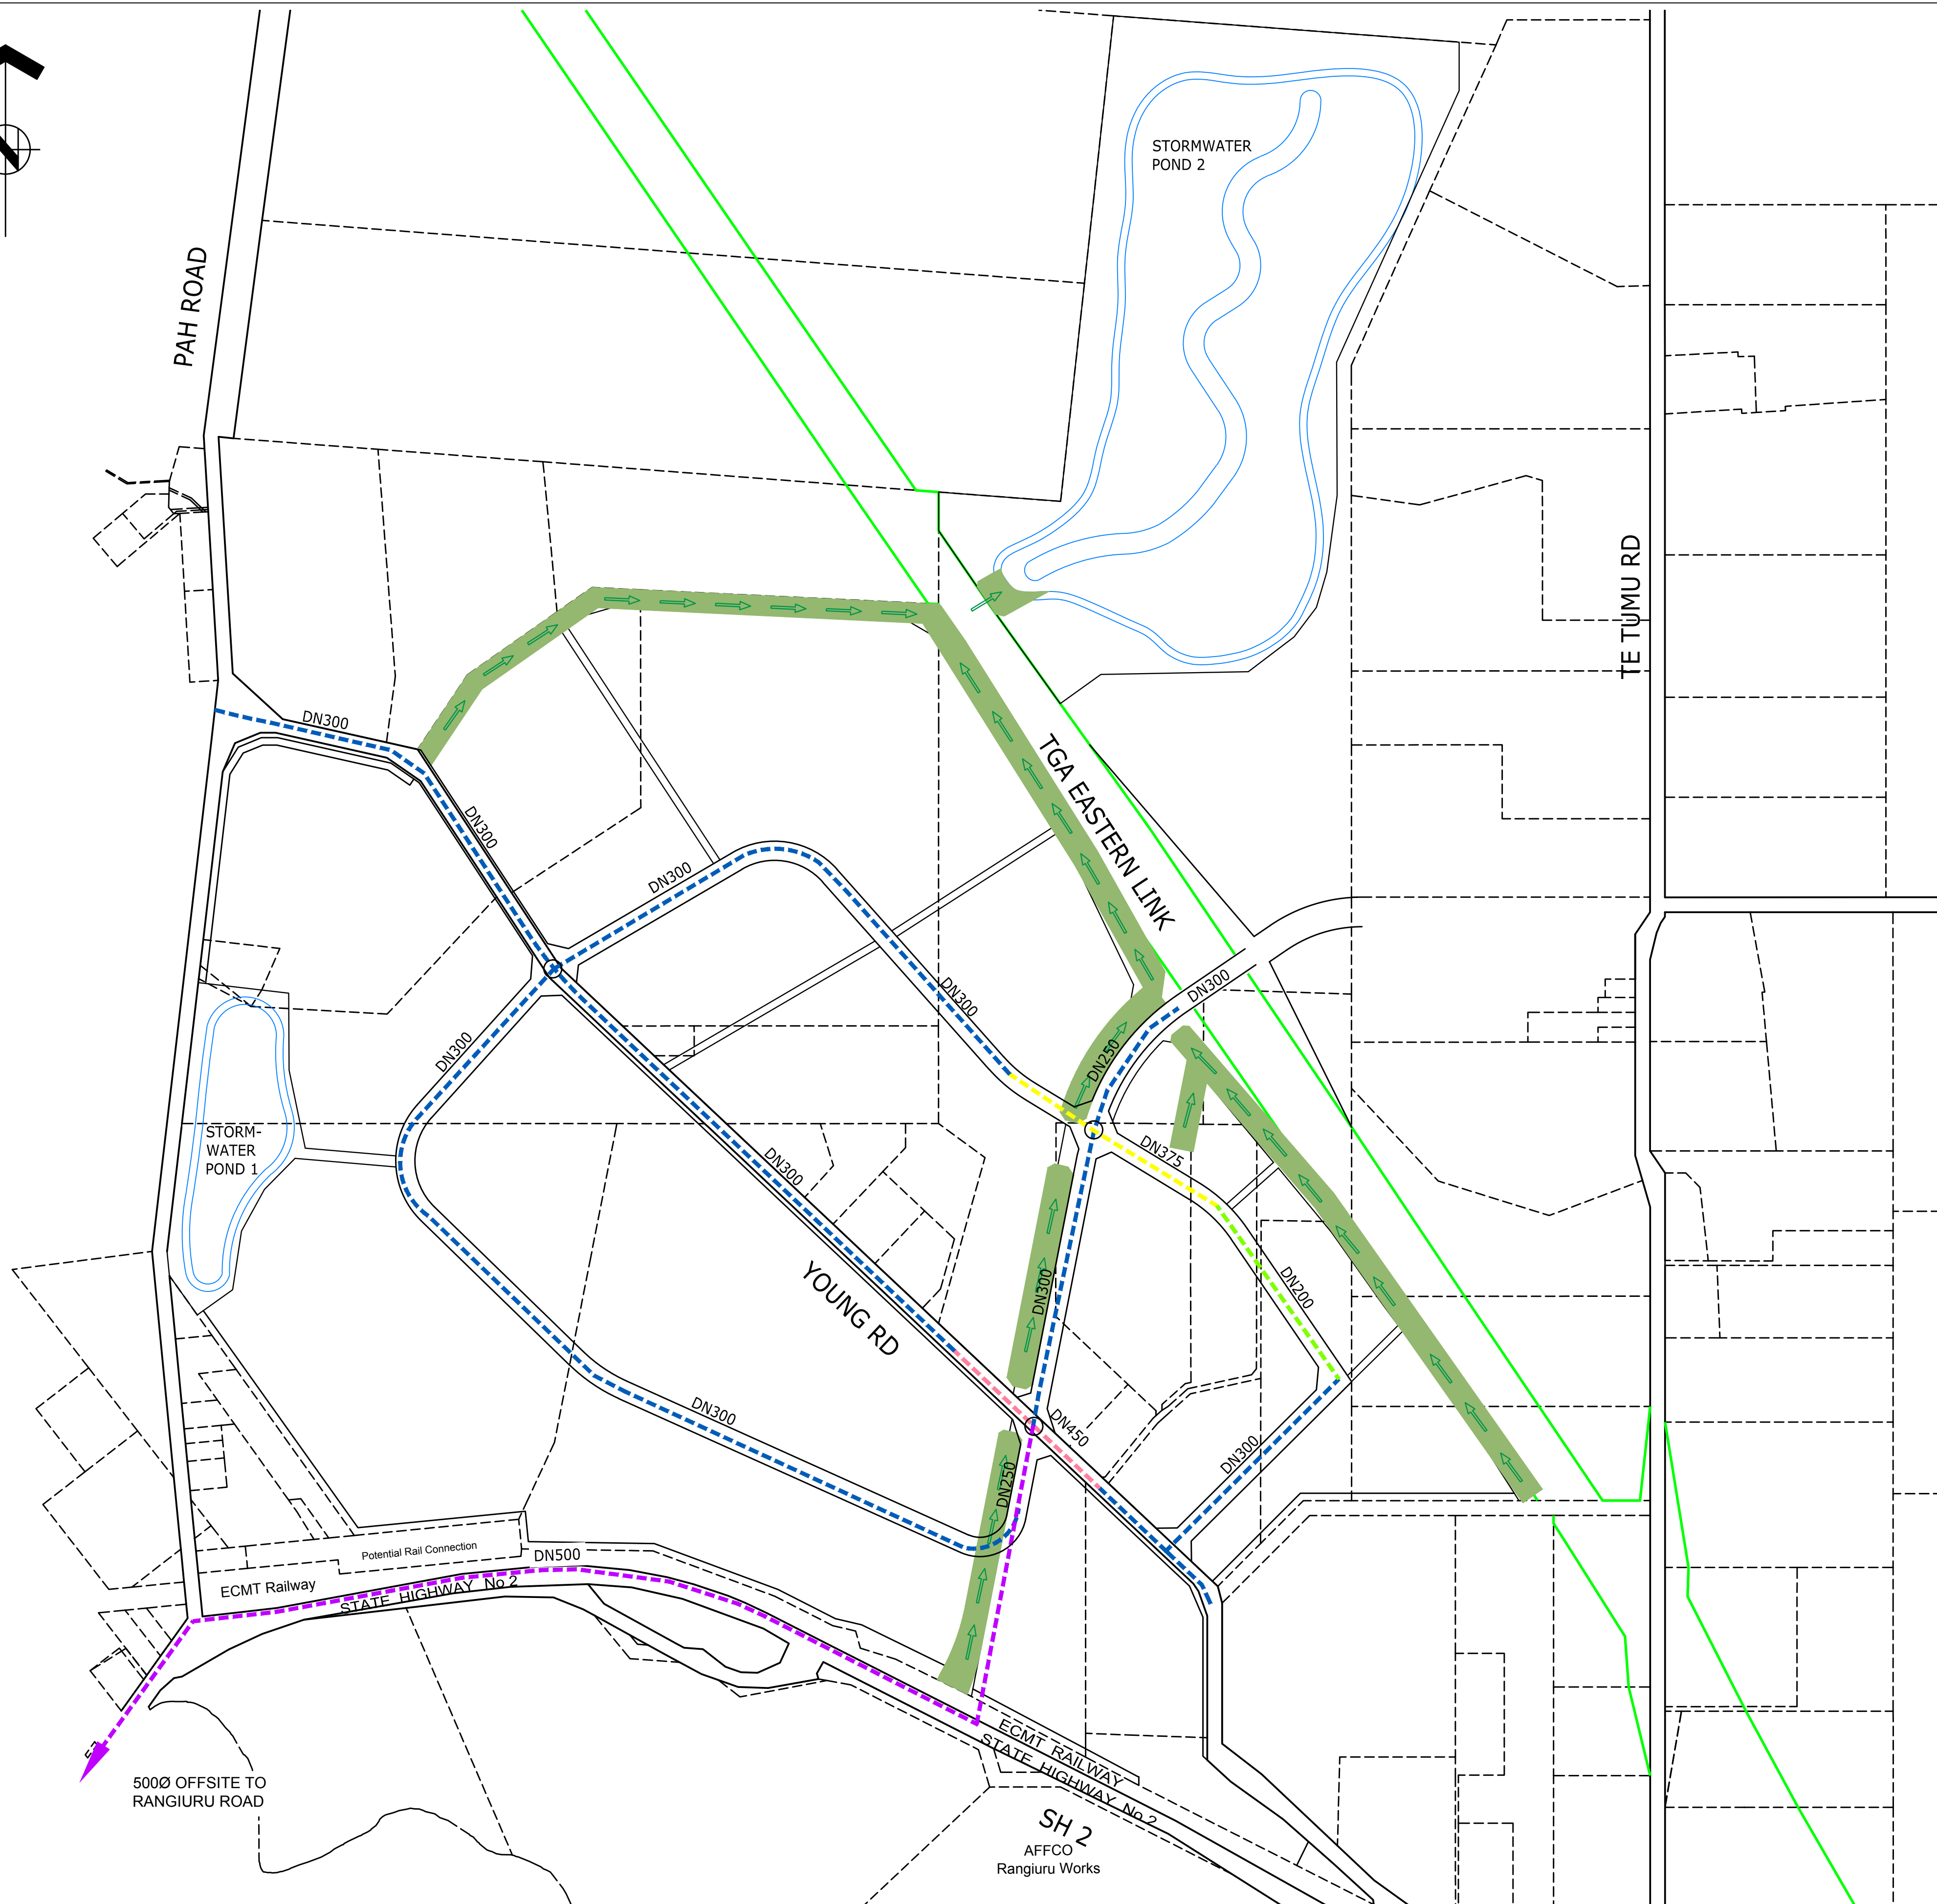 STORMWATER
POND 2
PAH ROAD
TE TUMU RD
DN300
TGA EASTERN LINK
DN300
DN300
DN300
DN300
DN300
DN250
STORM-
WATER
POND 1
DN300
DN375
YOUNG RD
DN300
DN200
DN300
DN450
DN300
DN250
Potential Rail Connection
DN500
ECMT Railway
STATE HIGHWAY No 2
ECMT RAILWAY
STATE HIGHWAY No 2
500Ø OFFSITE TO
RANGIURU ROAD
SH 2
AFFCO
Rangiuru Works